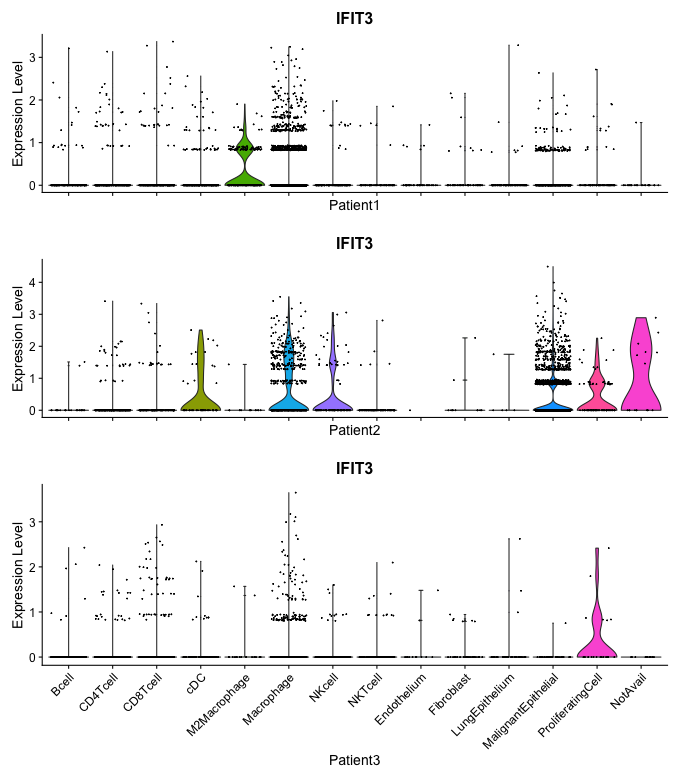 IFIT3
Expression Level
3
2
1
0
Patient1
IFIT3
Expression Level
4
3
2
1
0
Patient2
IFIT3
Expression Level
3
2
1
0
Bcell
CD4Tcell
CD8Tcell
cDC
M2Macrophage
Macrophage
NKcell
NKTcell
Endothelium
Fibroblast
LungEpithelium
MalignantEpithelial
ProliferatingCell
NotAvail
Patient3